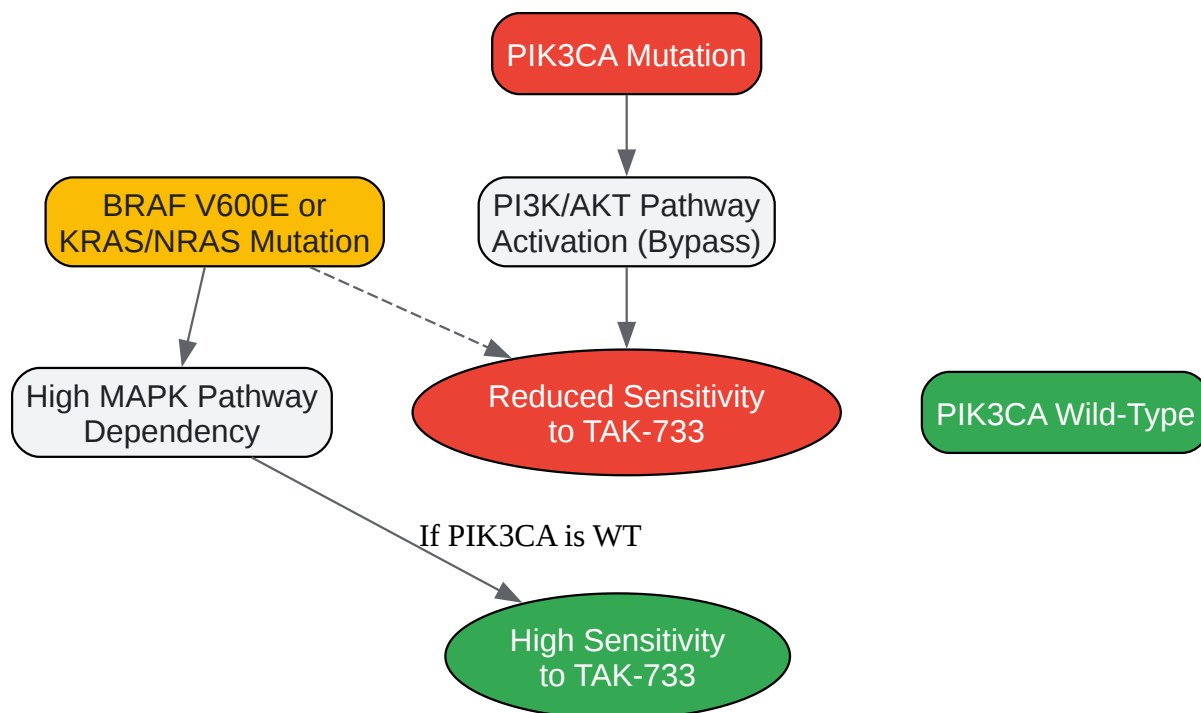 PIK3CA Mutation
BRAF V600E or
KRAS/NRAS Mutation
PI3K/AKT Pathway
Activation (Bypass)
High MAPK Pathway
Dependency
Reduced Sensitivity
to TAK-733
PIK3CA Wild-Type
If PIK3CA is WT
High Sensitivity
to TAK-733